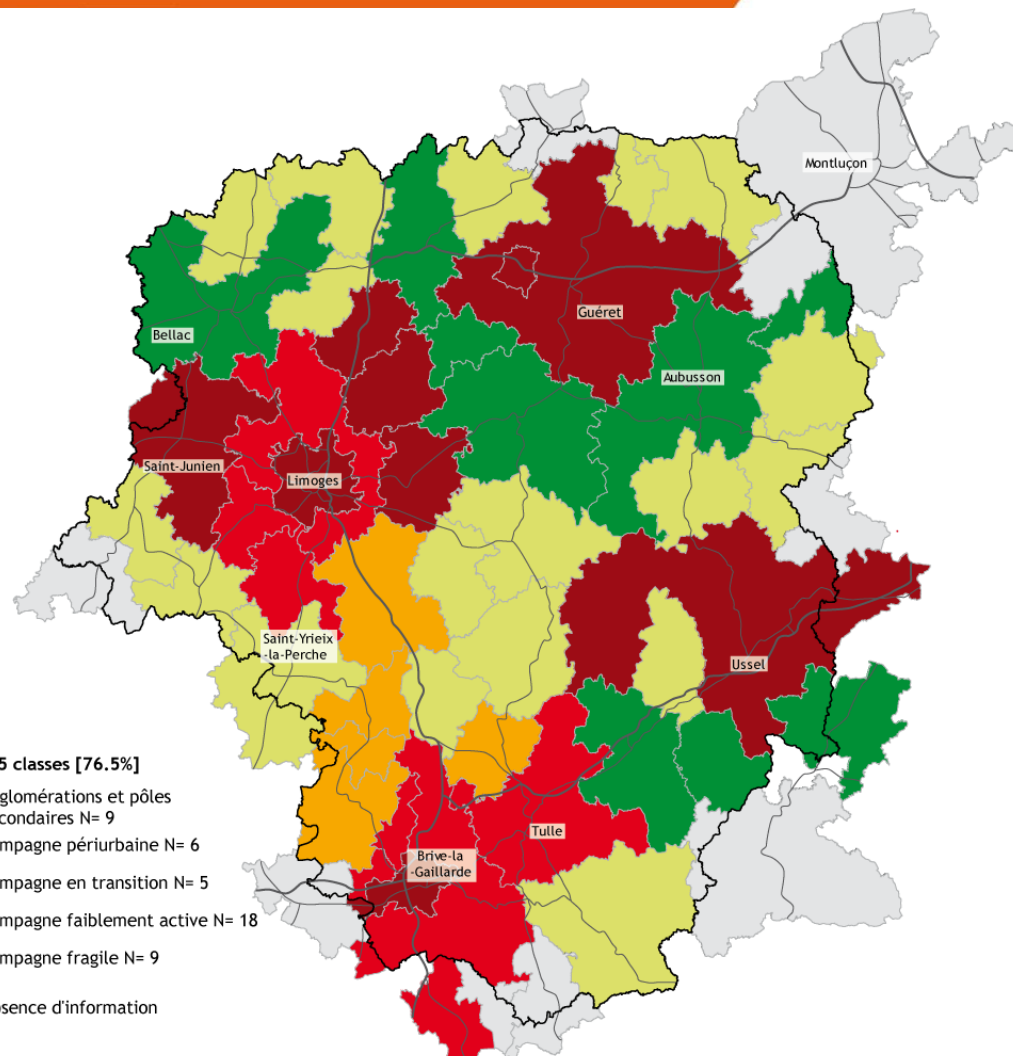 Montluçon
Guéret
Bellac
Aubusson
Saint-Junien
Limoges
Saint-Yrieix
-la-Perche
Ussel
Tulle
Brive-la
-Gaillarde
5 classes [76.5%]
glomérations et pôles
condaires N= 9
mpagne périurbaine N= 6
mpagne en transition N= 5
mpagne faiblement active N= 18
mpagne fragile N= 9
sence d'information